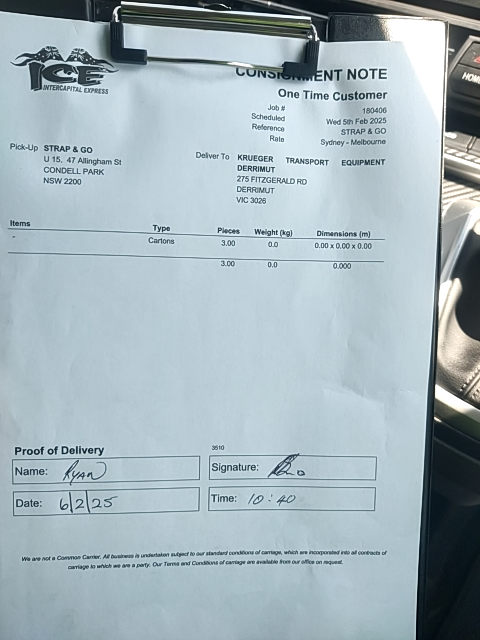 ICE
INTERCAPITAL EXPRESS
CONSIGNMENT NOTE
One Time Customer
Job # 180406
Scheduled Wed 5th Feb 2025
Reference STRAP & GO
Rate Sydney - Melbourne
Pick-Up STRAP & GO
U 15, 47 Allingham St
CONDELL PARK
NSW 2200
Deliver To KRUEGER TRANSPORT EQUIPMENT
DERRIMUT
275 FITZGERALD RD
DERRIMUT
VIC 3026
Items Type Pieces Weight (kg) Dimensions (m)
- Cartons 3.00 0.0 0.00 x 0.00 x 0.00
3.00 0.0 0.000
Proof of Delivery 3510
Name: RYAN Signature:
Date: 6/2/25 Time: 10:40
We are not a Common Carrier. All business is undertaken subject to our standard conditions of carriage, which are incorporated into all contracts of
carriage to which we are a party. Our Terms and Conditions of carriage are available from our office on request.
HOME